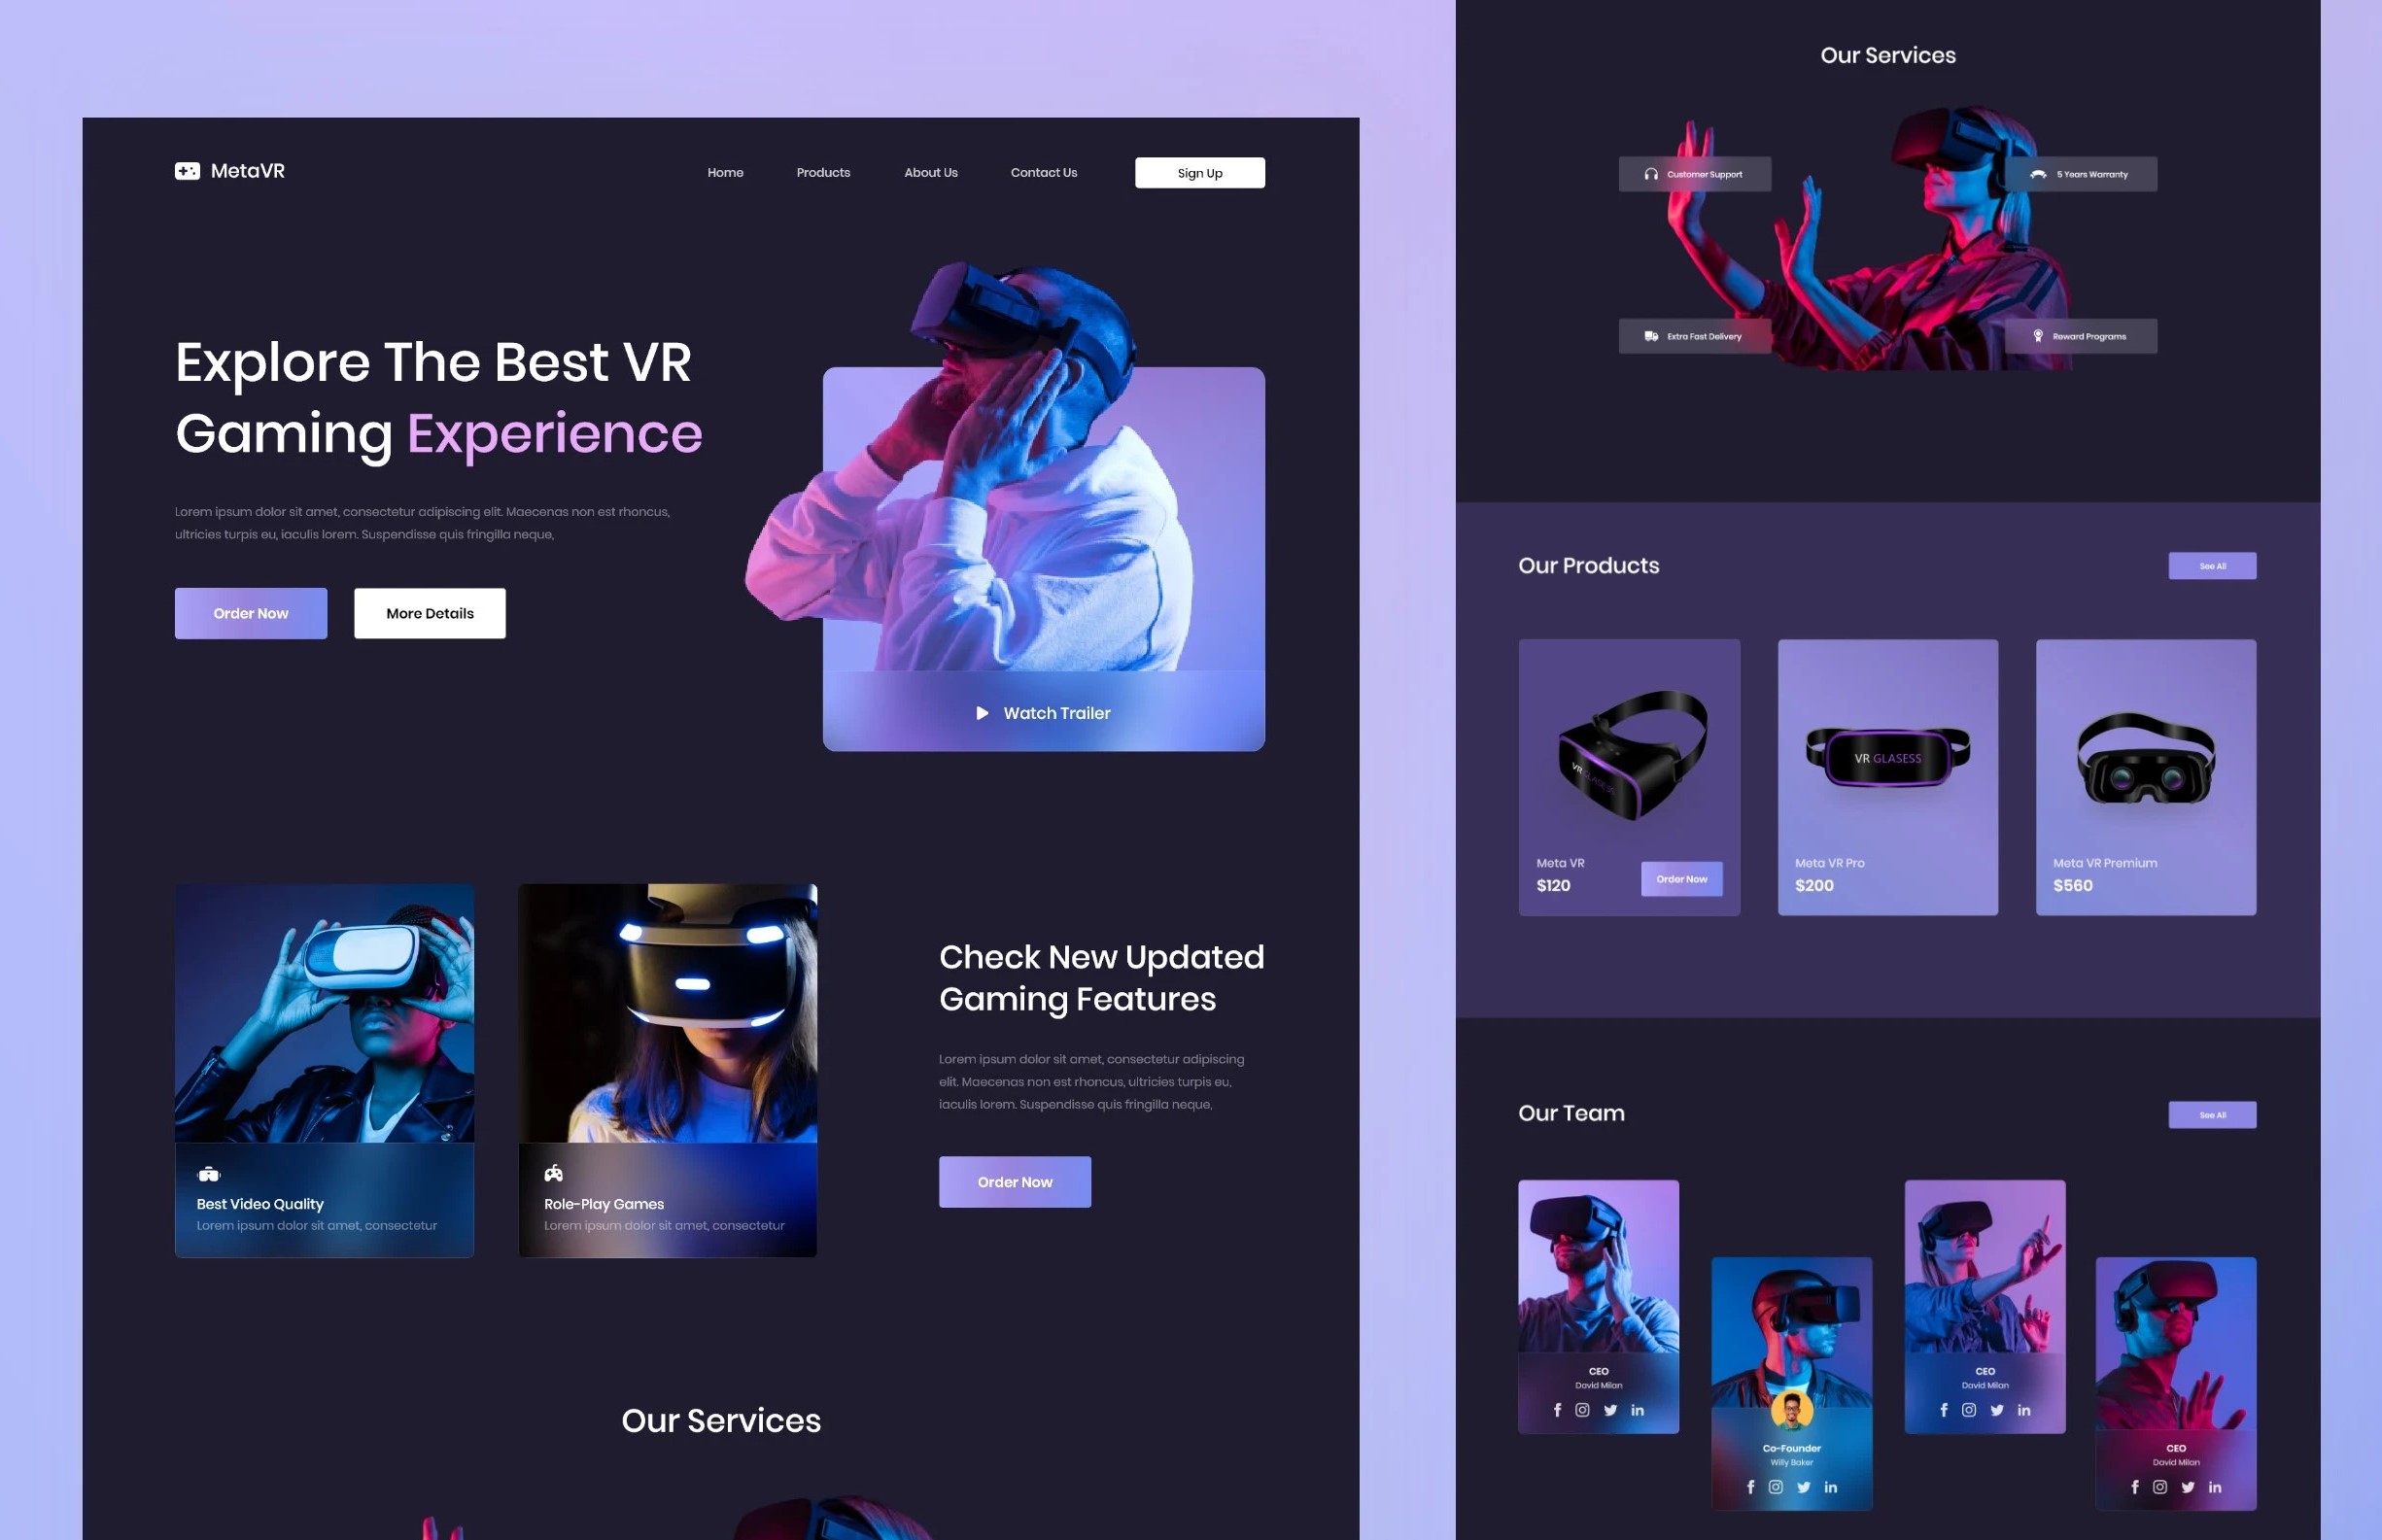 MetaVR
Home
Products
About Us
Contact Us
Sign Up
Explore The Best VR
Gaming Experience
Lorem ipsum dolor sit amet, consectetur adipiscing elit. Maecenas non est rhoncus,
ultricies turpis eu, iaculis lorem. Suspendisse quis fringilla neque,
Order Now
More Details
Watch Trailer
Best Video Quality
Lorem ipsum dolor sit amet, consectetur
Role-Play Games
Lorem ipsum dolor sit amet, consectetur
Check New Updated
Gaming Features
Lorem ipsum dolor sit amet, consectetur adipiscing
elit. Maecenas non est rhoncus, ultricies turpis eu,
iaculis lorem. Suspendisse quis fringilla neque,
Order Now
Our Services
Our Services
Customer Support
5 Years Warranty
Extra Fast Delivery
Reward Programs
Our Products
See All
VR GLASESS
Meta VR
$120
Order Now
VR GLASESS
Meta VR Pro
$200
Meta VR Premium
$560
Our Team
See All
CEO
David Milan
Co-Founder
Willy Baker
CEO
David Milan
CEO
David Milan